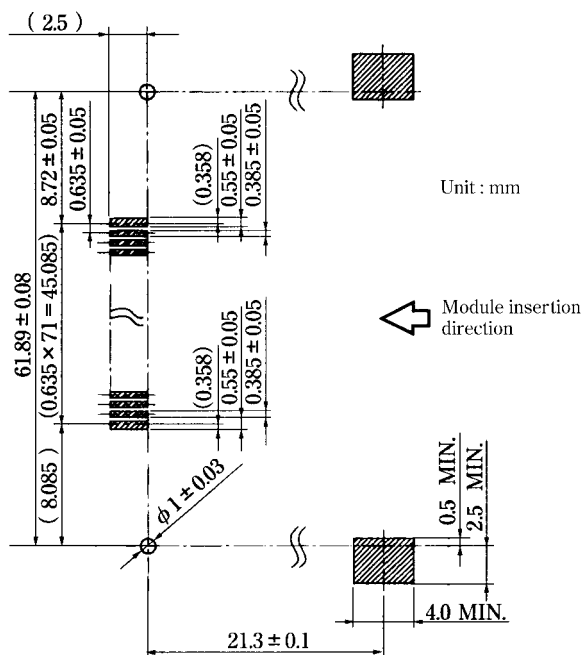 ( 2.5 )
8.72 ± 0.05
0.635 ± 0.05
(0.358)
0.55 ± 0.05
0.385 ± 0.05
Unit : mm
61.89 ± 0.08
(0.635 × 71 = 45.085)
Module insertion
direction
(0.358)
0.55 ± 0.05
0.385 ± 0.05
( 8.085 )
ϕ 1 ± 0.03
0.5 MIN.
2.5 MIN.
4.0 MIN.
21.3 ± 0.1